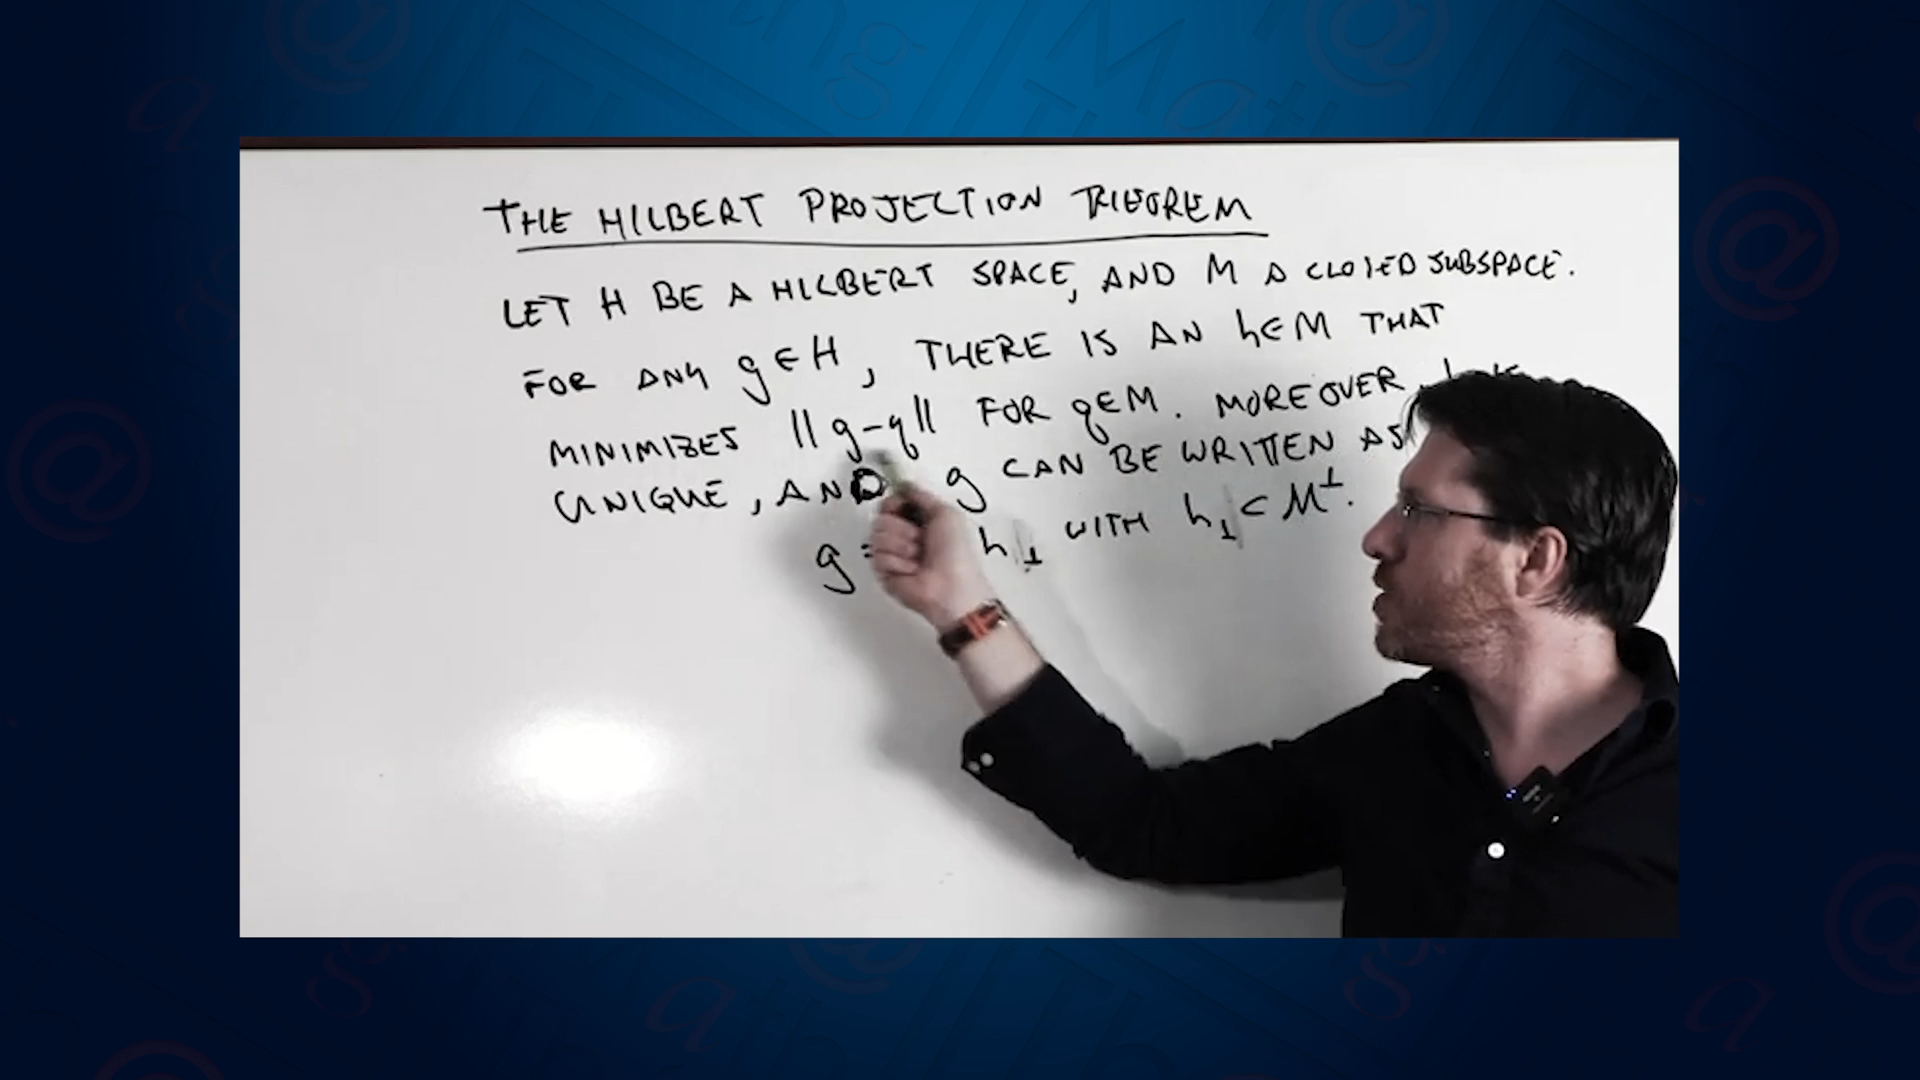 THE HILBERT PROJECTION THEOREM
LET H BE A HILBERT SPACE, AND M A CLOSED SUBSPACE.
FOR ANY g∈H, THERE IS AN h∈M THAT
MINIMIZES ||g-q|| FOR q∈M. MOREOVER,
UNIQUE, AND g CAN BE WRITTEN AS
g h⊥ WITH h⊥ ⊂ M⊥.